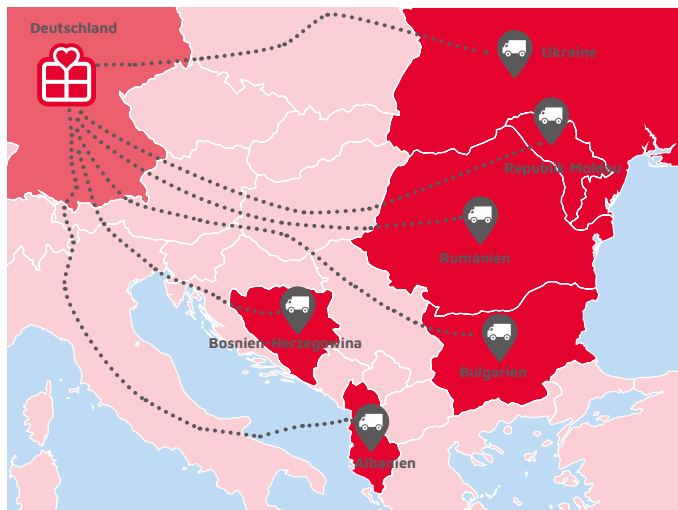 Deutschland
Ukraine
Republik Moldau
Rumänien
Bosnien-Herzegowina
Bulgarien
Albanien